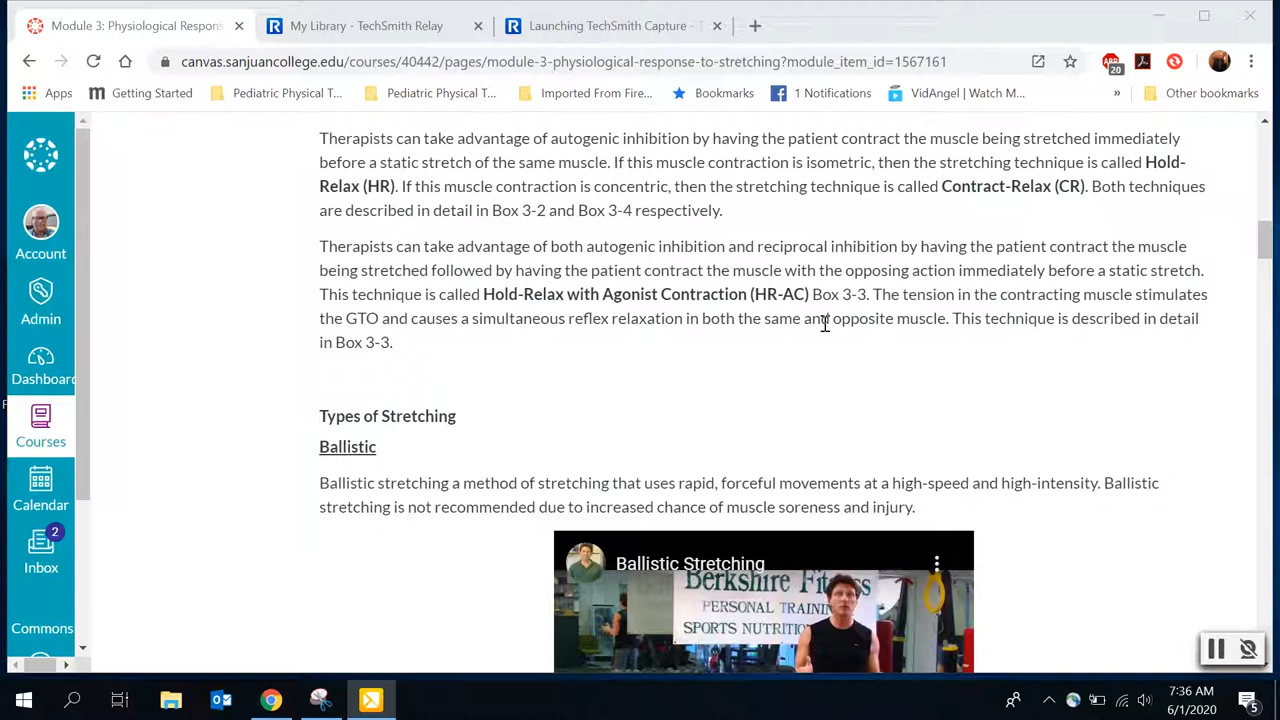 Module 3: Physiological Respon
My Library - TechSmith Relay
Launching TechSmith Capture - T
canvas.sanjuancollege.edu/courses/40442/pages/module-3-physiological-response-to-stretching?module_item_id=1567161
ABP
20
Apps
Getting Started
Pediatric Physical T...
Pediatric Physical T...
Imported From Fire...
Bookmarks
1 Notifications
VidAngel | Watch M...
»
Other bookmarks
Therapists can take advantage of autogenic inhibition by having the patient contract the muscle being stretched immediately
before a static stretch of the same muscle. If this muscle contraction is isometric, then the stretching technique is called Hold-
Relax (HR). If this muscle contraction is concentric, then the stretching technique is called Contract-Relax (CR). Both techniques
are described in detail in Box 3-2 and Box 3-4 respectively.
Therapists can take advantage of both autogenic inhibition and reciprocal inhibition by having the patient contract the muscle
being stretched followed by having the patient contract the muscle with the opposing action immediately before a static stretch.
This technique is called Hold-Relax with Agonist Contraction (HR-AC) Box 3-3. The tension in the contracting muscle stimulates
the GTO and causes a simultaneous reflex relaxation in both the same any opposite muscle. This technique is described in detail
in Box 3-3.
Types of Stretching
Ballistic
Ballistic stretching a method of stretching that uses rapid, forceful movements at a high-speed and high-intensity. Ballistic
stretching is not recommended due to increased chance of muscle soreness and injury.
Ballistic Stretching
Berkshire Fitness
PERSONAL TRAININ
SPORTS NUTRITION
Account
Admin
Dashboard
Courses
Calendar
2
Inbox
Commons
7:36 AM
6/1/2020
5